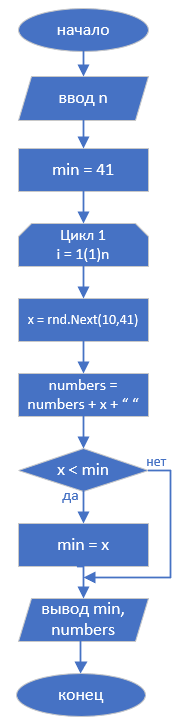 начало
ввод n
min = 41
Цикл 1
i = 1(1)n
x = rnd.Next(10,41)
numbers =
numbers + x + “ “
x < min
нет
да
min = x
вывод min,
numbers
конец